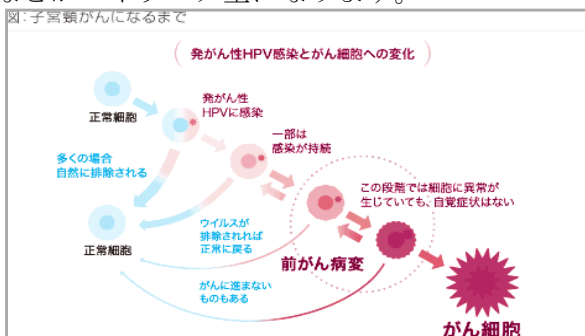 図:子宮頸がんになるまで
発がん性HPV感染とがん細胞への変化
正常細胞
発がん性
HPVに感染
一部は
感染が持続
多くの場合
自然に排除される
この段階では細胞に異常が
生じていても、自覚症状はない
正常細胞
ウイルスが
排除されれば
正常に戻る
前がん病変
がんに進まない
ものもある
がん細胞